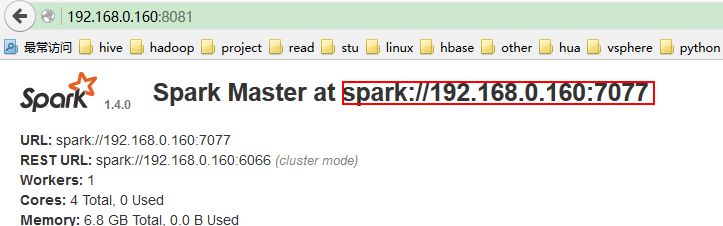 192.168.0.160:8081
最常访问 hive hadoop project read stu linux hbase other hua vsphere python
Spark 1.4.0 Spark Master at spark://192.168.0.160:7077
URL: spark://192.168.0.160:7077
REST URL: spark://192.168.0.160:6066 (cluster mode)
Workers: 1
Cores: 4 Total, 0 Used
Memory: 6.8 GB Total, 0.0 B Used